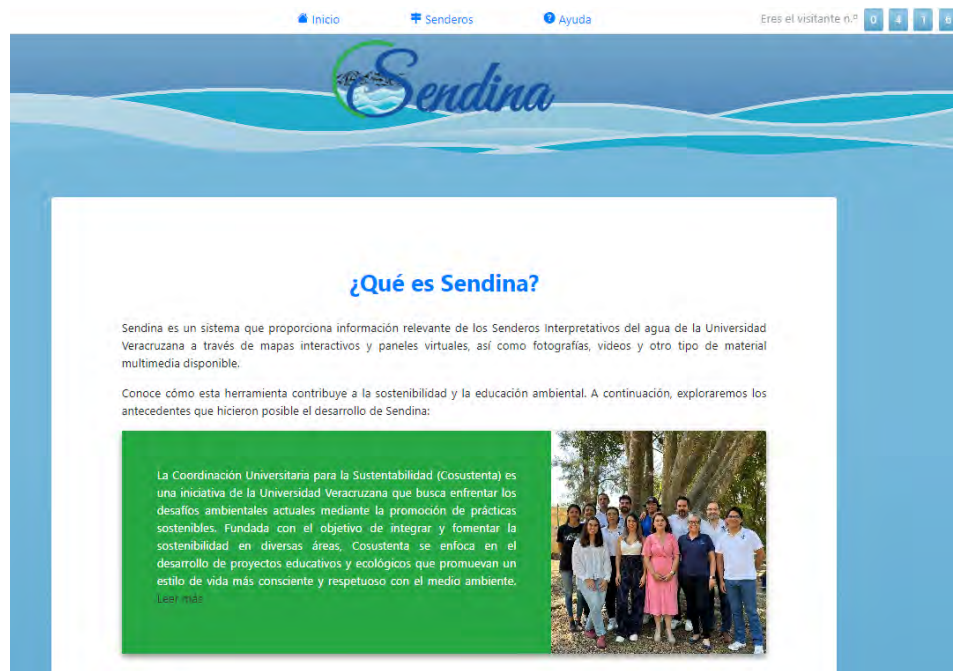 Inicio Senderos Ayuda Eres el visitante n.º 0 4 1 6
Sendina
¿Qué es Sendina?
Sendina es un sistema que proporciona información relevante de los Senderos Interpretativos del agua de la Universidad
Veracruzana a través de mapas interactivos y paneles virtuales, así como fotografías, videos y otro tipo de material
multimedia disponible.
Conoce cómo esta herramienta contribuye a la sostenibilidad y la educación ambiental. A continuación, exploraremos los
antecedentes que hicieron posible el desarrollo de Sendina:
La Coordinación Universitaria para la Sustentabilidad (Cosustenta) es
una iniciativa de la Universidad Veracruzana que busca enfrentar los
desafíos ambientales actuales mediante la promoción de prácticas
sostenibles. Fundada con el objetivo de integrar y fomentar la
sostenibilidad en diversas áreas, Cosustenta se enfoca en el
desarrollo de proyectos educativos y ecológicos que promuevan un
estilo de vida más consciente y respetuoso con el medio ambiente.
Leer más